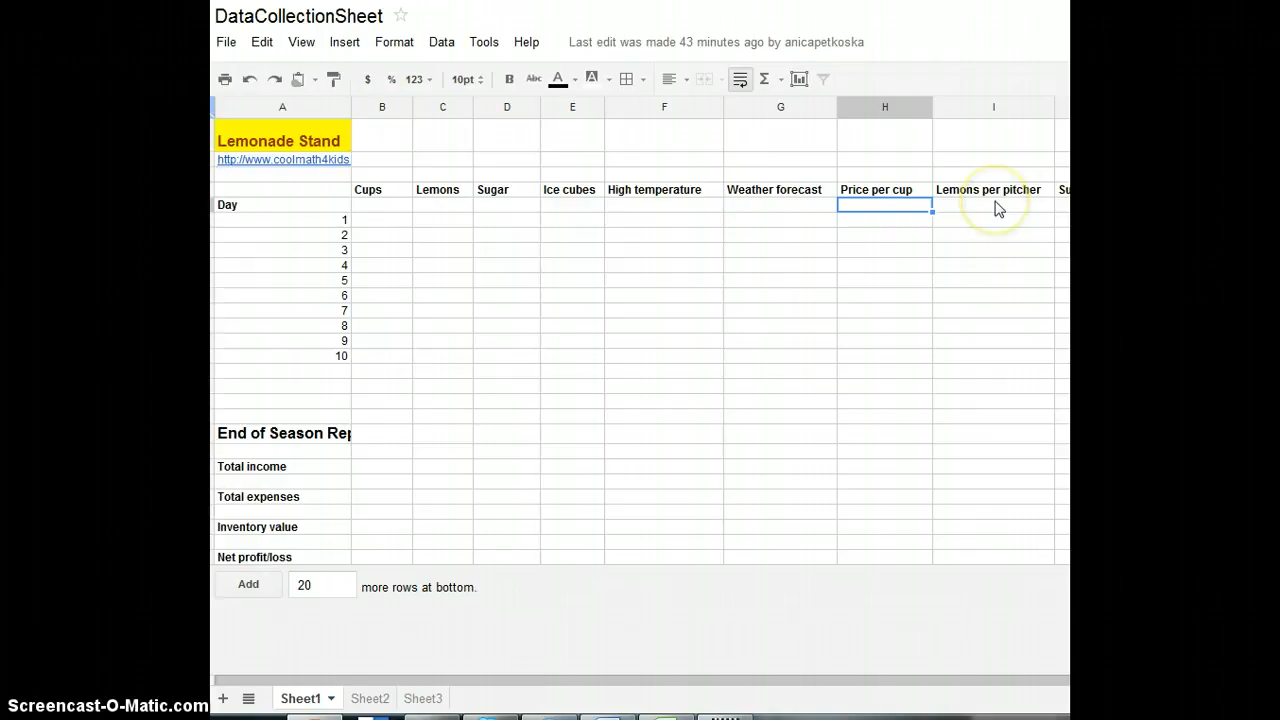 DataCollectionSheet
File Edit View Insert Format Data Tools Help Last edit was made 43 minutes ago by anicapetkoska
$ % 123 10pt B Abc A A Σ
A B C D E F G H I
Lemonade Stand
http://www.coolmath4kids
Cups Lemons Sugar Ice cubes High temperature Weather forecast Price per cup Lemons per pitcher Su
Day
1
2
3
4
5
6
7
8
9
10
End of Season Rep
Total income
Total expenses
Inventory value
Net profit/loss
Add 20 more rows at bottom.
+ Sheet1 Sheet2 Sheet3
Screencast-O-Matic.com